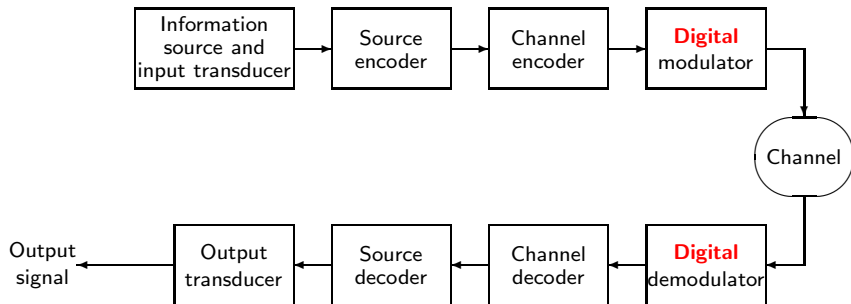 Information
source and
input transducer
Source
encoder
Channel
encoder
Digital
modulator
Channel
Output
signal
Output
transducer
Source
decoder
Channel
decoder
Digital
demodulator